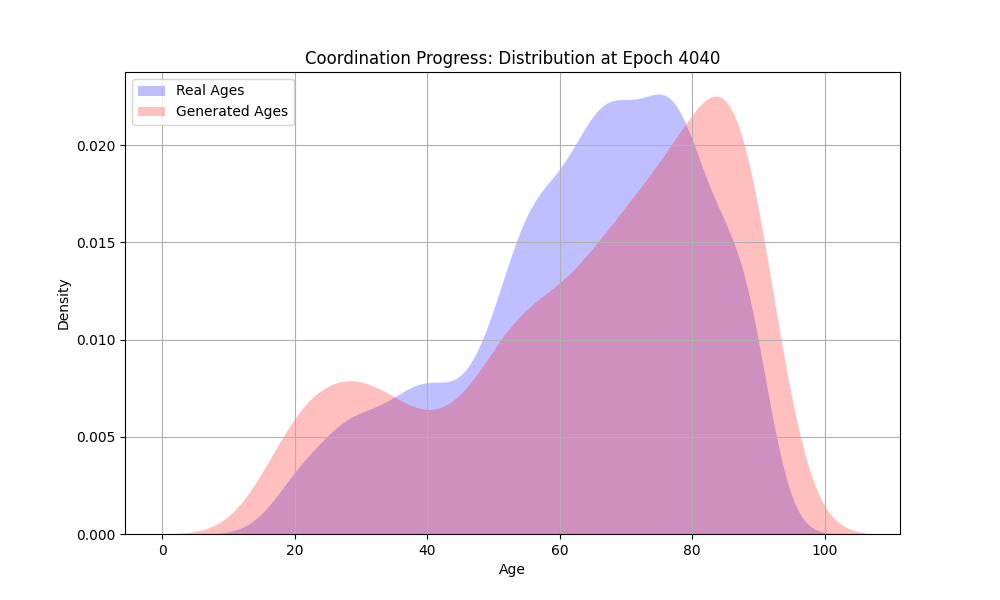 Coordination Progress: Distribution at Epoch 4040
Real Ages
Generated Ages
0.020
0.015
0.010
0.005
0.000
Density
0 20 40 60 80 100
Age